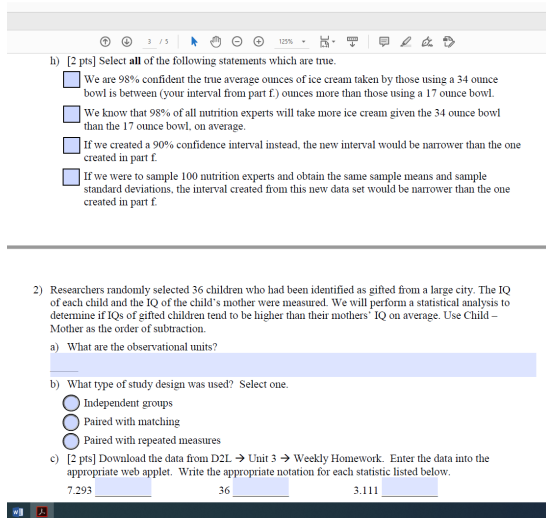 3 / 5 125%
h) [2 pts] Select all of the following statements which are true.
We are 98% confident the true average ounces of ice cream taken by those using a 34 ounce
bowl is between (your interval from part f.) ounces more than those using a 17 ounce bowl.
We know that 98% of all nutrition experts will take more ice cream given the 34 ounce bowl
than the 17 ounce bowl, on average.
If we created a 90% confidence interval instead, the new interval would be narrower than the one
created in part f.
If we were to sample 100 nutrition experts and obtain the same sample means and sample
standard deviations, the interval created from this new data set would be narrower than the one
created in part f.
2) Researchers randomly selected 36 children who had been identified as gifted from a large city. The IQ
of each child and the IQ of the child's mother were measured. We will perform a statistical analysis to
determine if IQs of gifted children tend to be higher than their mothers' IQ on average. Use Child –
Mother as the order of subtraction.
a) What are the observational units?
b) What type of study design was used? Select one.
Independent groups
Paired with matching
Paired with repeated measures
c) [2 pts] Download the data from D2L → Unit 3 → Weekly Homework. Enter the data into the
appropriate web applet. Write the appropriate notation for each statistic listed below.
7.293 36 3.111